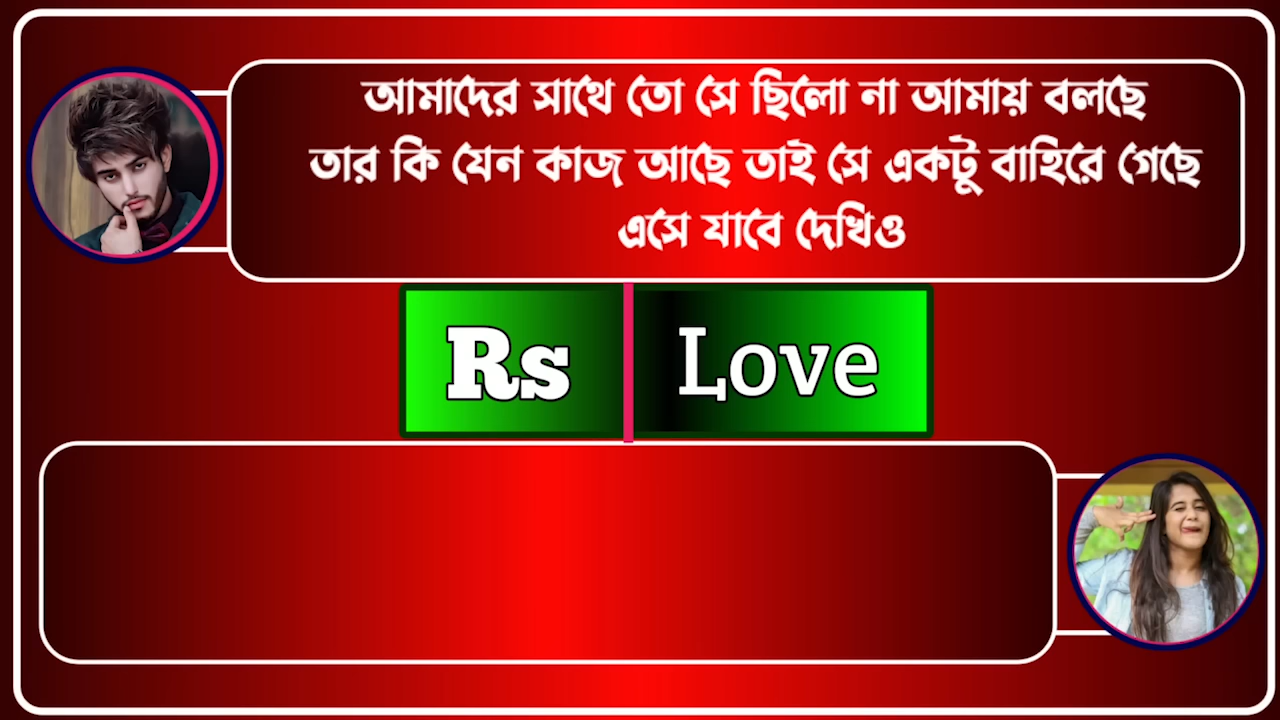 আমাদের সাথে তো সে ছিলো না আমায় বলছে
তার কি যেন কাজ আছে তাই সে একটু বাহিরে গেছে
এসে যাবে দেখিও
Rs Love